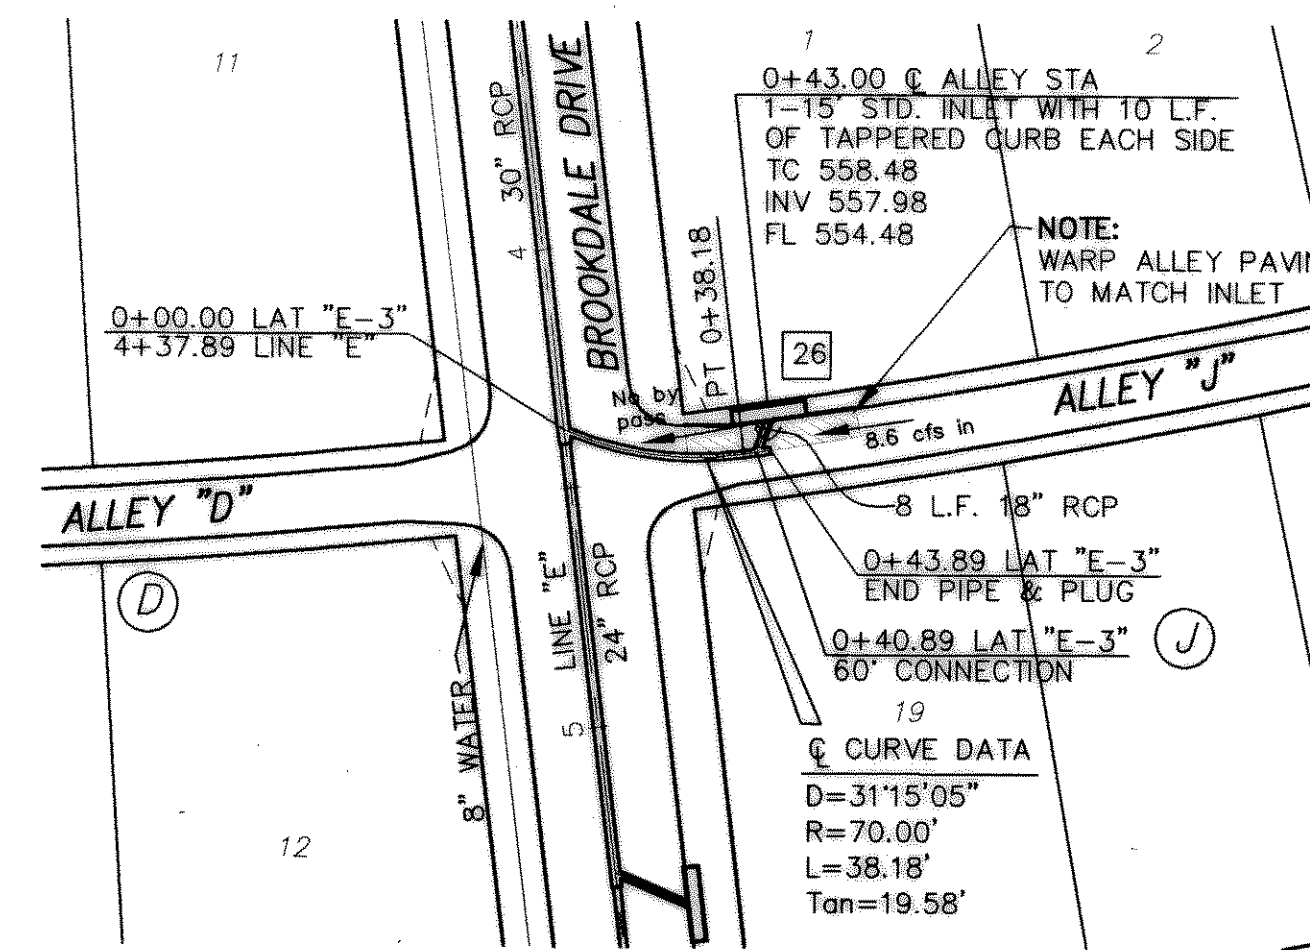 11
1
2
0+43.00 ℄ ALLEY STA
1-15' STD. INLET WITH 10 L.F.
OF TAPPERED CURB EACH SIDE
TC 558.48
INV 557.98
FL 554.48
NOTE:
WARP ALLEY
TO MATCH INLET
30" RCP
4
BROOKDALE DRIVE
PT 0+38.18
26
0+00.00 LAT "E-3"
4+37.89 LINE "E"
No by
pass
8.6 cfs in
ALLEY "J"
ALLEY "D"
8 L.F. 18" RCP
0+43.89 LAT "E-3"
END PIPE & PLUG
0+40.89 LAT "E-3"
60° CONNECTION
D
J
LINE "E"
24" RCP
5
8" WATER
12
19
℄ CURVE DATA
D=31°15'05"
R=70.00'
L=38.18'
Tan=19.58'